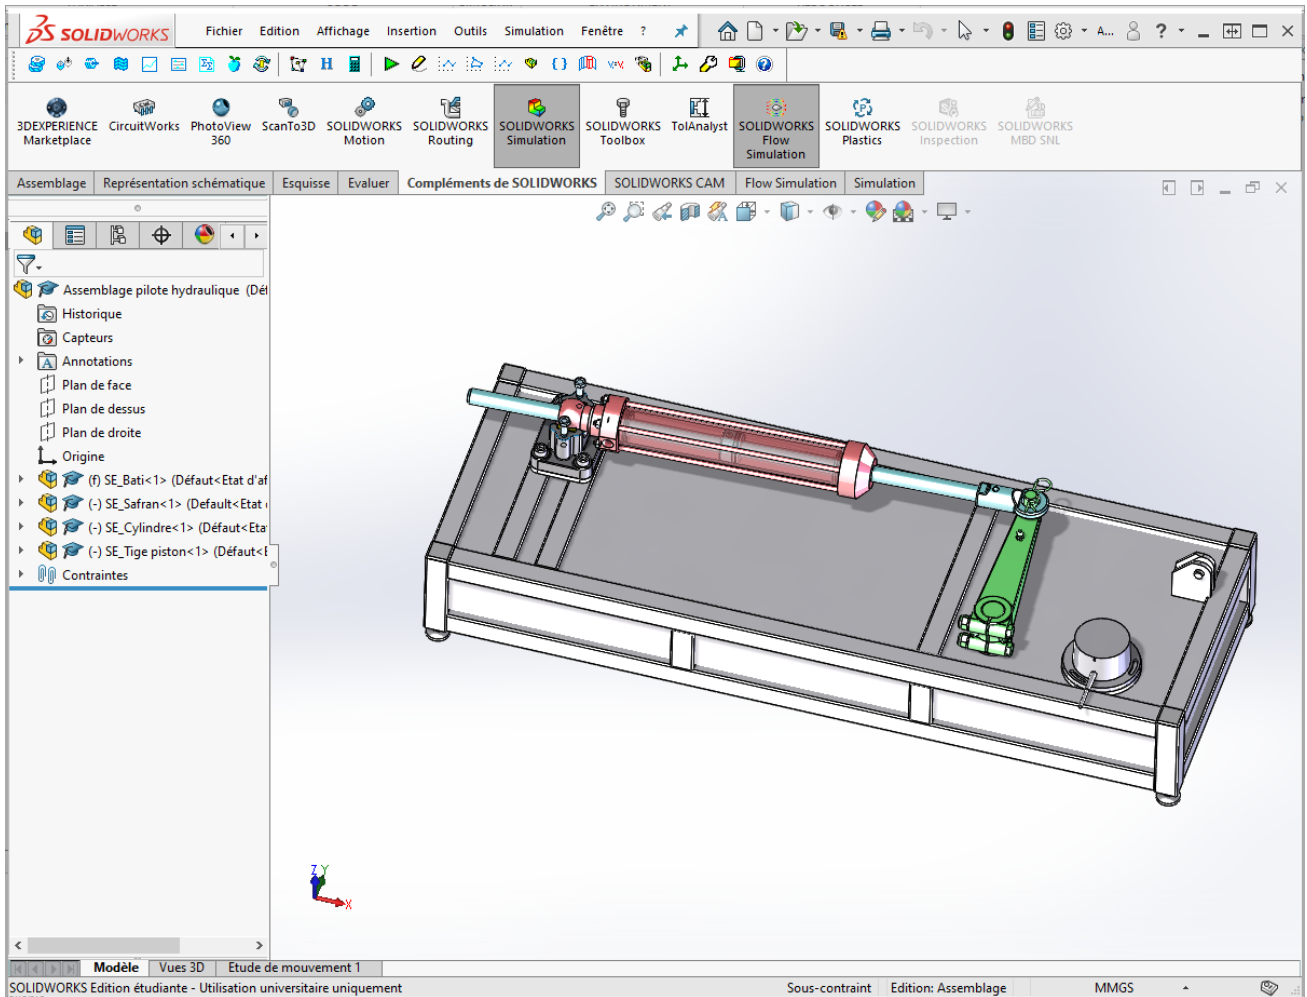 SOLIDWORKS
Fichier Edition Affichage Insertion Outils Simulation Fenêtre ? A... ?
3DEXPERIENCE Marketplace
CircuitWorks
PhotoView 360
ScanTo3D
SOLIDWORKS Motion
SOLIDWORKS Routing
SOLIDWORKS Simulation
SOLIDWORKS Toolbox
TolAnalyst
SOLIDWORKS Flow Simulation
SOLIDWORKS Plastics
SOLIDWORKS Inspection
SOLIDWORKS MBD SNL
Assemblage Représentation schématique Esquisse Evaluer Compléments de SOLIDWORKS SOLIDWORKS CAM Flow Simulation Simulation
Assemblage pilote hydraulique (Déf
Historique
Capteurs
Annotations
Plan de face
Plan de dessus
Plan de droite
Origine
(f) SE_Bati<1> (Défaut<Etat d'af
(-) SE_Safran<1> (Default<Etat
(-) SE_Cylindre<1> (Défaut<Eta
(-) SE_Tige piston<1> (Défaut<E
Contraintes
Z Y
X
Modèle Vues 3D Etude de mouvement 1
SOLIDWORKS Edition étudiante - Utilisation universitaire uniquement Sous-contraint Edition: Assemblage MMGS